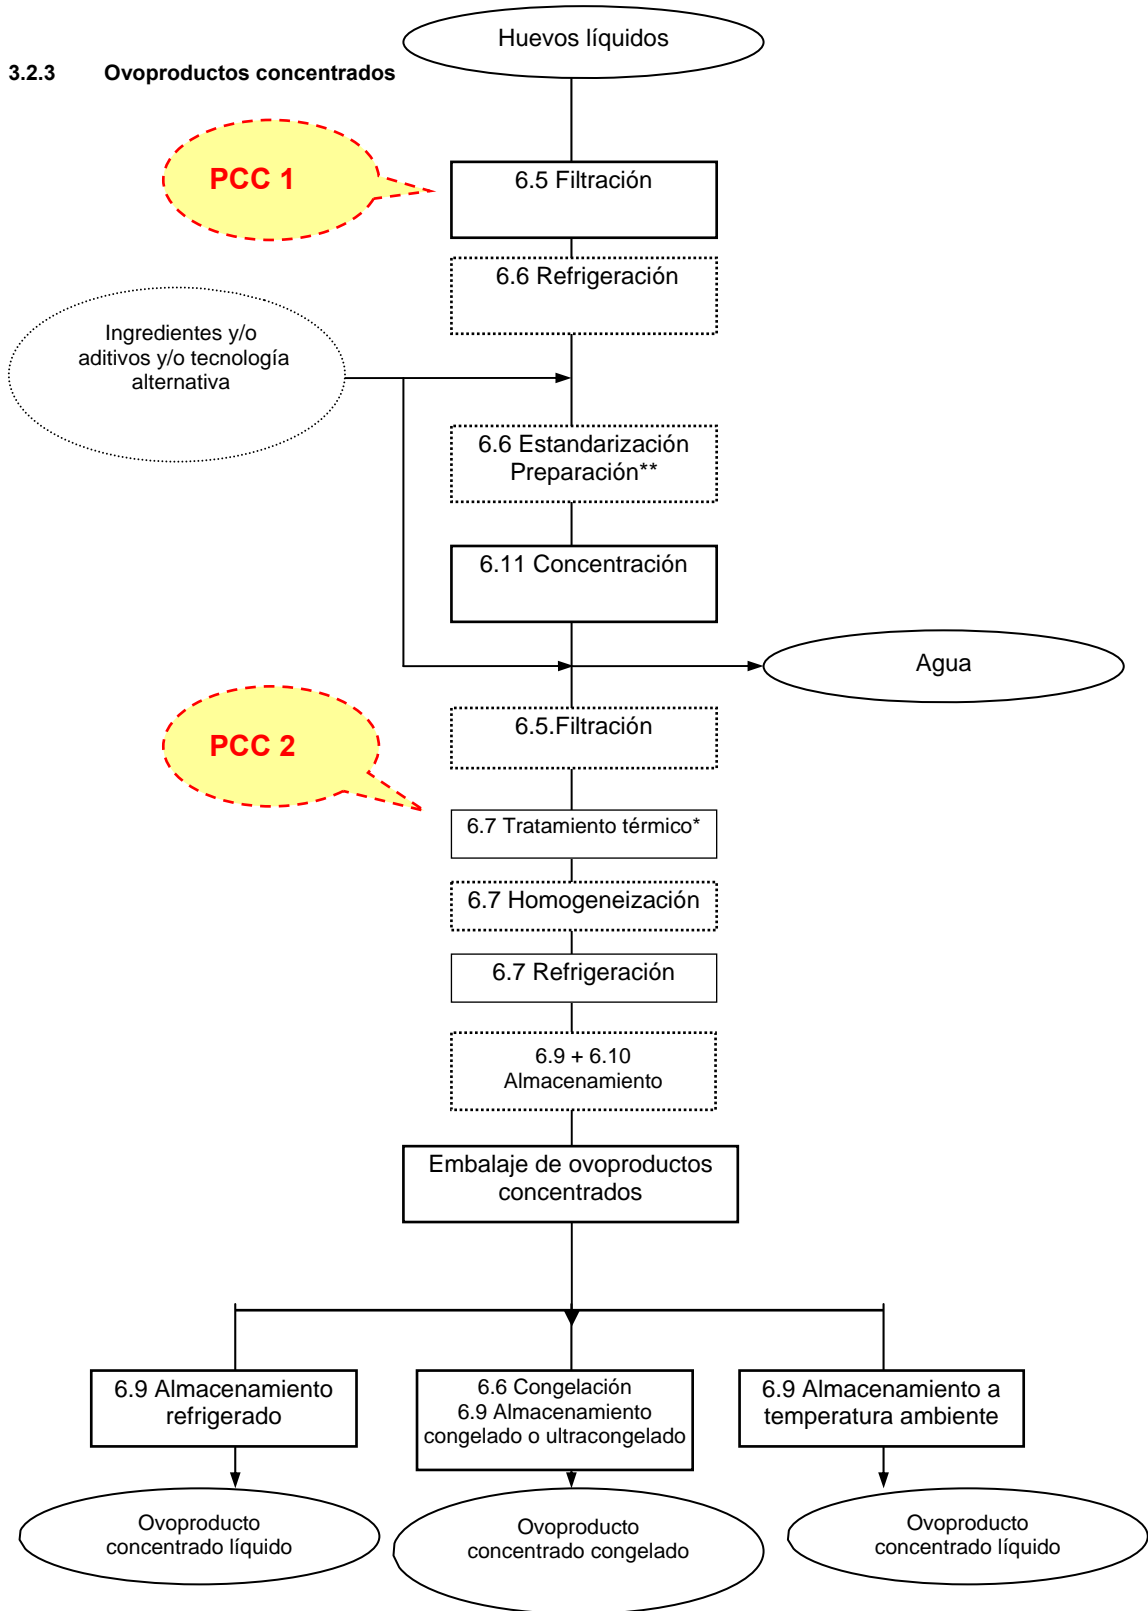 Huevos líquidos
3.2.3 Ovoproductos concentrados
PCC 1
6.5 Filtración
6.6 Refrigeración
Ingredientes y/o
aditivos y/o tecnología
alternativa
6.6 Estandarización
Preparación**
6.11 Concentración
Agua
6.5.Filtración
PCC 2
6.7 Tratamiento térmico*
6.7 Homogeneización
6.7 Refrigeración
6.9 + 6.10
Almacenamiento
Embalaje de ovoproductos
concentrados
6.9 Almacenamiento
refrigerado
6.6 Congelación
6.9 Almacenamiento
congelado o ultracongelado
6.9 Almacenamiento a
temperatura ambiente
Ovoproducto
concentrado líquido
Ovoproducto
concentrado congelado
Ovoproducto
concentrado líquido